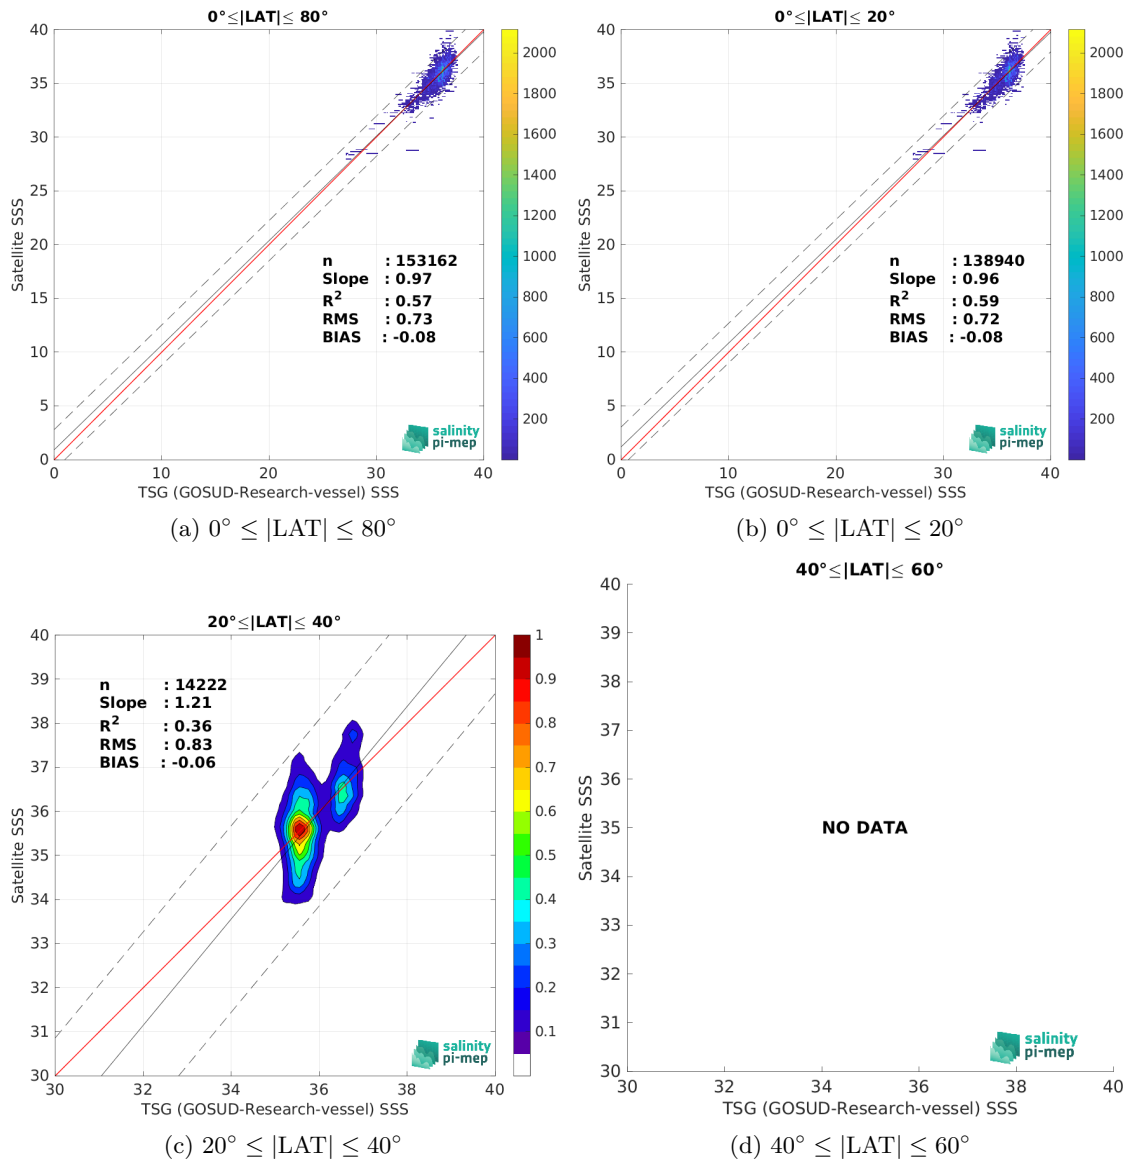 0°≤|LAT|≤ 80°
40
35
30
25
20
15
10
5
0
0
10
20
30
40
Satellite SSS
TSG (GOSUD-Research-vessel) SSS
n : 153162
Slope : 0.97
R² : 0.57
RMS : 0.73
BIAS : -0.08
salinity
pi-mep
2000
1800
1600
1400
1200
1000
800
600
400
200
(a) 0° ≤ |LAT| ≤ 80°
0°≤|LAT|≤ 20°
40
35
30
25
20
15
10
5
0
0
10
20
30
40
Satellite SSS
TSG (GOSUD-Research-vessel) SSS
n : 138940
Slope : 0.96
R² : 0.59
RMS : 0.72
BIAS : -0.08
salinity
pi-mep
2000
1800
1600
1400
1200
1000
800
600
400
200
(b) 0° ≤ |LAT| ≤ 20°
20°≤|LAT|≤ 40°
40
39
38
37
36
35
34
33
32
31
30
30
32
34
36
38
40
Satellite SSS
TSG (GOSUD-Research-vessel) SSS
n : 14222
Slope : 1.21
R² : 0.36
RMS : 0.83
BIAS : -0.06
salinity
pi-mep
1
0.9
0.8
0.7
0.6
0.5
0.4
0.3
0.2
0.1
(c) 20° ≤ |LAT| ≤ 40°
40°≤|LAT|≤ 60°
40
39
38
37
36
35
34
33
32
31
30
30
32
34
36
38
40
Satellite SSS
TSG (GOSUD-Research-vessel) SSS
NO DATA
salinity
pi-mep
(d) 40° ≤ |LAT| ≤ 60°